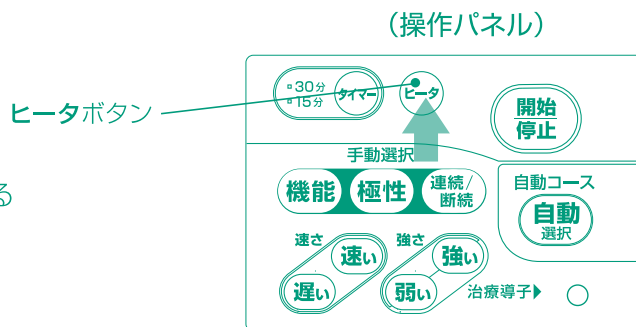 (操作パネル)
30分
15分
タイマー
ヒータ
ヒータボタン
開始
停止
手動選択
機能
極性
連続/
断続
る
自動コース
自動
選択
速さ
速い
遅い
強さ
強い
弱い
治療導子▶